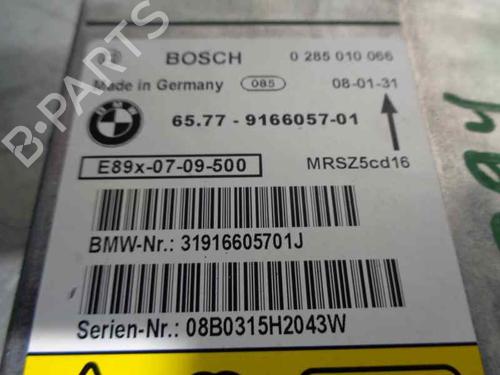 BOSCH 0 285 010 066
Made in Germany 085 08-01-31
BMW
65.77 - 9166057-01
E89x-07-09-500 MRSZ5cd16
BMW-Nr.: 31916605701J
Serien-Nr.: 08B0315H2043W